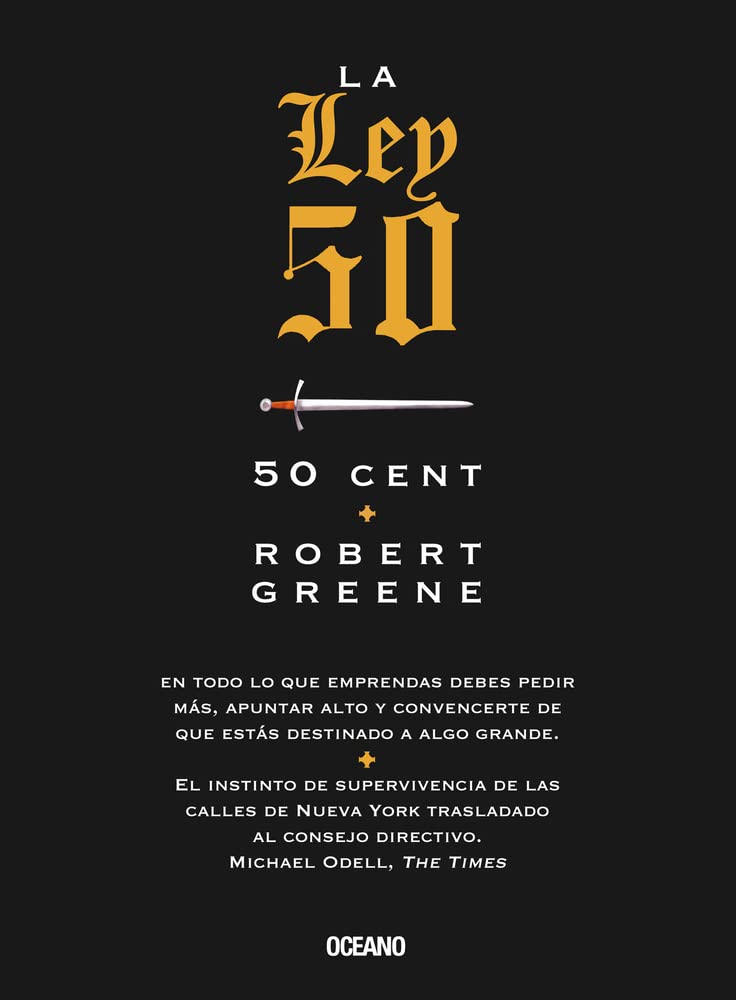 LA
Ley
50
50 CENT
ROBERT
GREENE
EN TODO LO QUE EMPRENDAS DEBES PEDIR
MÁS, APUNTAR ALTO Y CONVENCERTE DE
QUE ESTÁS DESTINADO A ALGO GRANDE.
EL INSTINTO DE SUPERVIVENCIA DE LAS
CALLES DE NUEVA YORK TRASLADADO
AL CONSEJO DIRECTIVO.
MICHAEL ODELL, THE TIMES
OCEANO